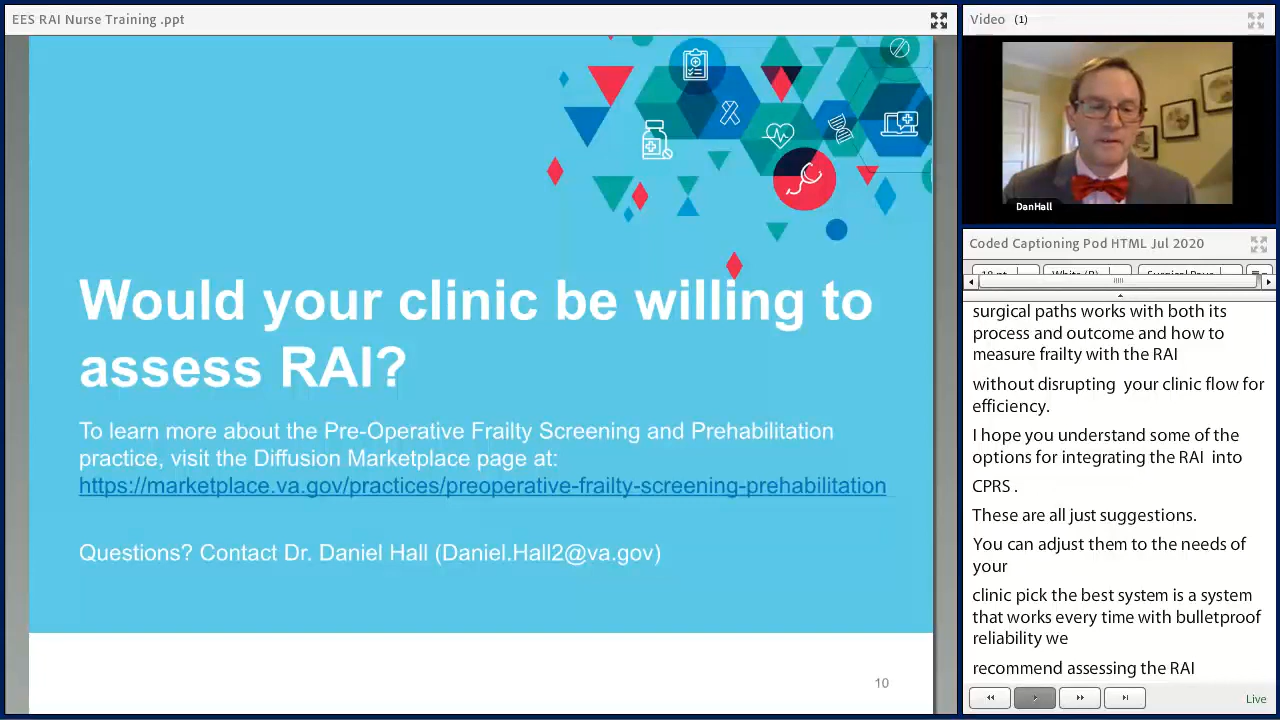 EES RAI Nurse Training .ppt
Would your clinic be willing to
assess RAI?
To learn more about the Pre-Operative Frailty Screening and Prehabilitation
practice, visit the Diffusion Marketplace page at:
https://marketplace.va.gov/practices/preoperative-frailty-screening-prehabilitation
Questions? Contact Dr. Daniel Hall (Daniel.Hall2@va.gov)
10
Video (1)
DanHall
Coded Captioning Pod HTML Jul 2020
surgical paths works with both its
process and outcome and how to
measure frailty with the RAI
without disrupting your clinic flow for
efficiency.
I hope you understand some of the
options for integrating the RAI into
CPRS .
These are all just suggestions.
You can adjust them to the needs of
your
clinic pick the best system is a system
that works every time with bulletproof
reliability we
recommend assessing the RAI
Live